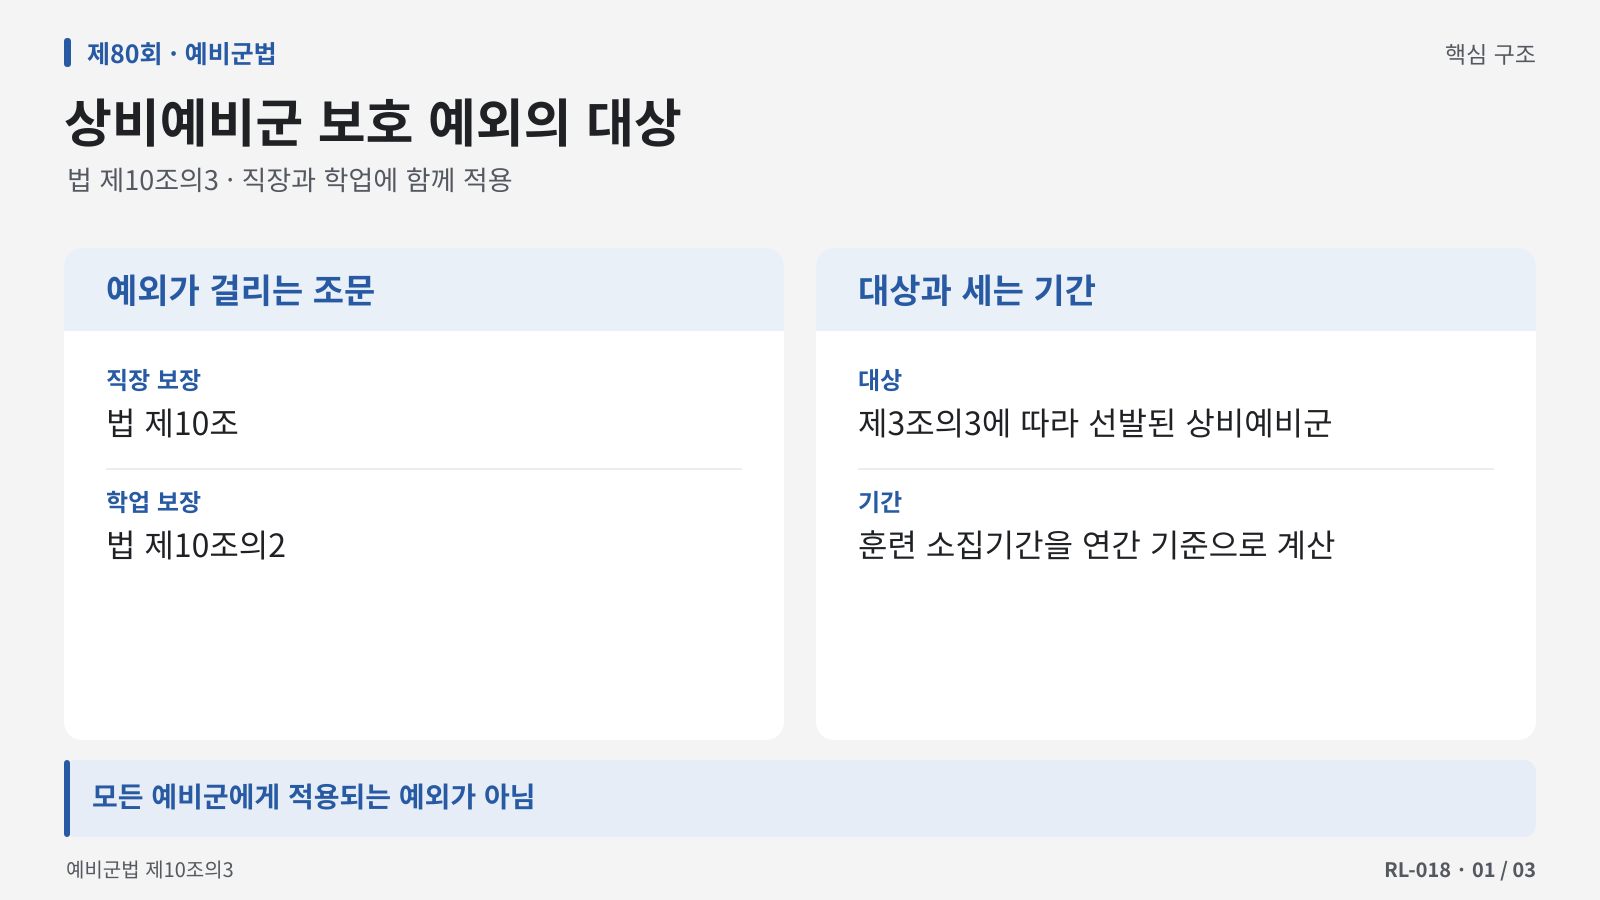 제80회 · 예비군법
핵심 구조
상비예비군 보호 예외의 대상
법 제10조의3 · 직장과 학업에 함께 적용
예외가 걸리는 조문
직장 보장
법 제10조
학업 보장
법 제10조의2
대상과 세는 기간
대상
제3조의3에 따라 선발된 상비예비군
기간
훈련 소집기간을 연간 기준으로 계산
모든 예비군에게 적용되는 예외가 아님
예비군법 제10조의3
RL-018 · 01 / 03